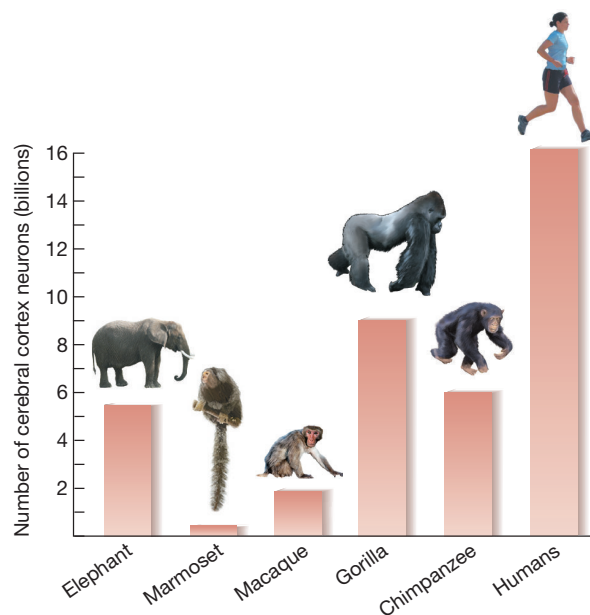 Number of cerebral cortex neurons (billions)
16
14
12
10
8
6
4
2
Elephant
Marmoset
Macaque
Gorilla
Chimpanzee
Humans